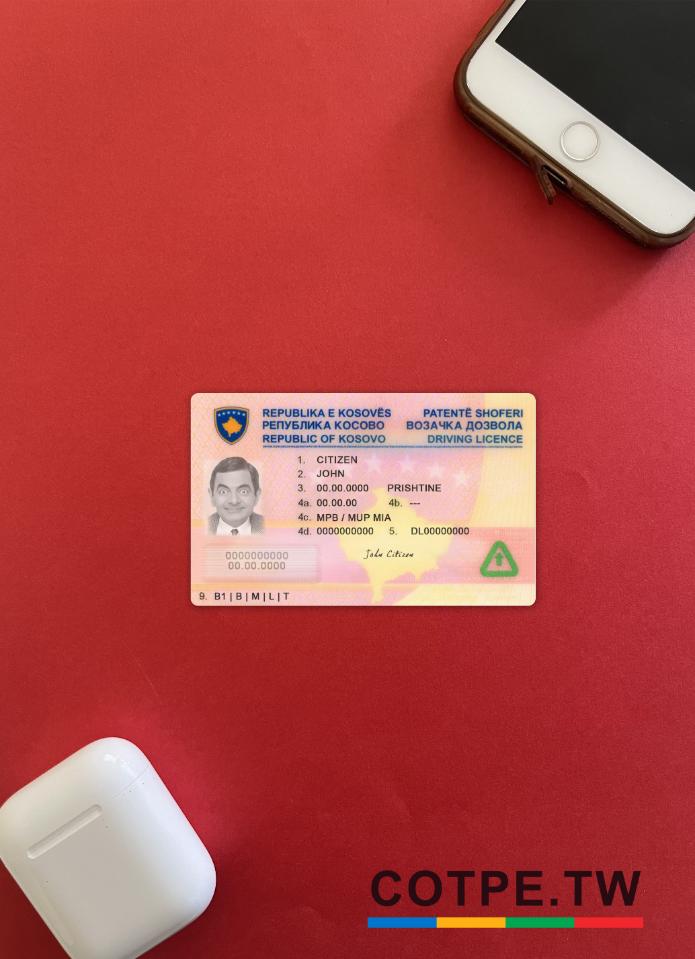 REPUBLIKA E KOSOVËS PATENTË SHOFERI
РЕПУБЛИКА КОСОВО ВОЗАЧКА ДОЗВОЛА
REPUBLIC OF KOSOVO DRIVING LICENCE
1. CITIZEN
2. JOHN
3. 00.00.0000 PRISHTINE
4a. 00.00.00 4b. ---
4c. MPB / MUP MIA
4d. 0000000000 5. DL00000000
John Citizen
0000000000
00.00.0000
9. B1 | B | M | L | T
COTPE.TW